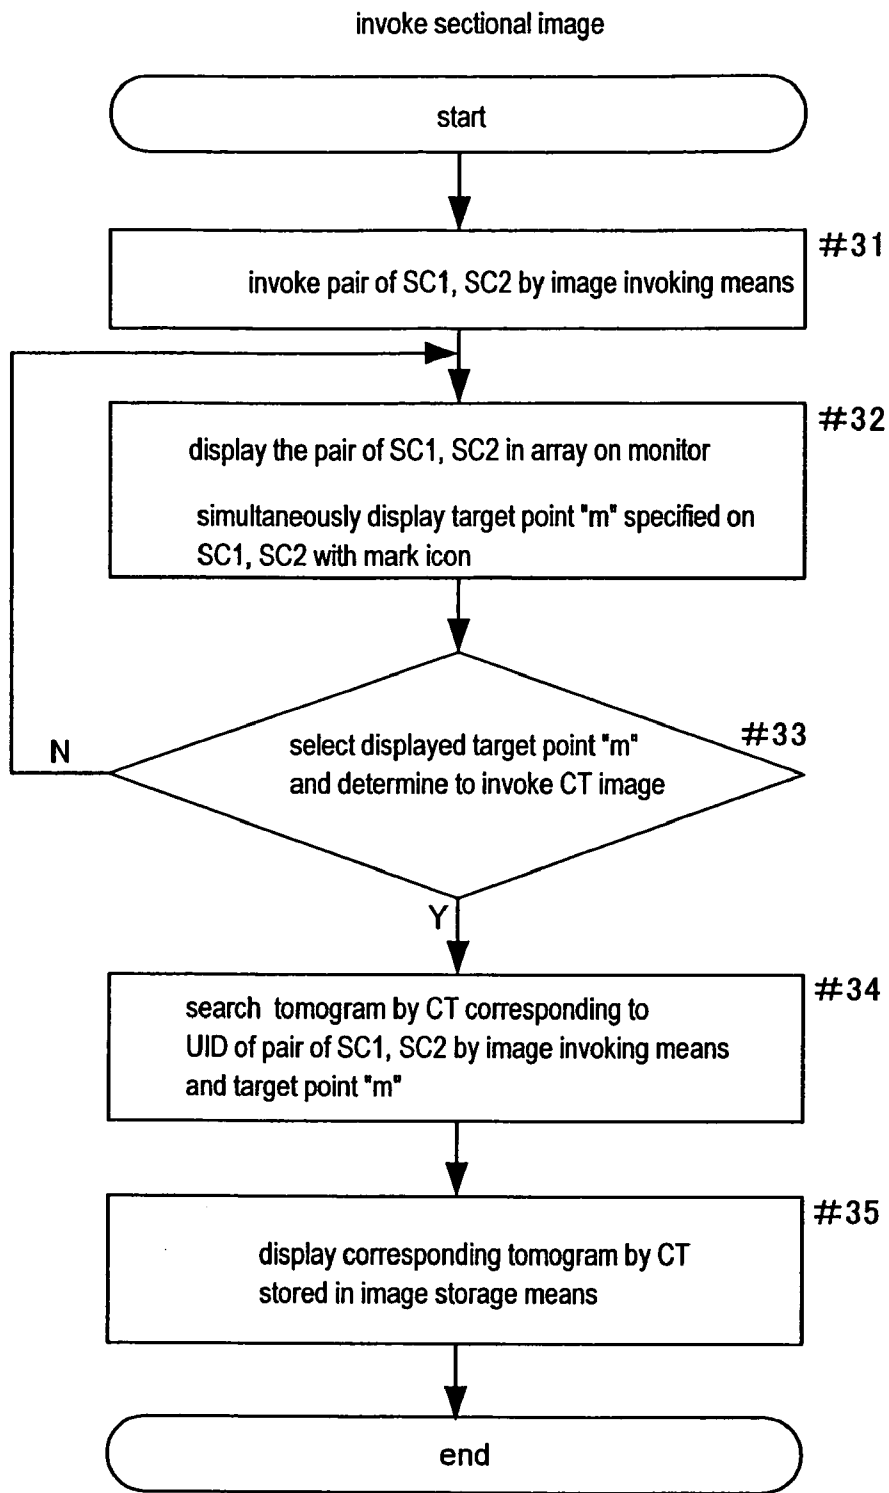 invoke sectional image
start
#31
invoke pair of SC1, SC2 by image invoking means
#32
display the pair of SC1, SC2 in array on monitor
simultaneously display target point "m" specified on
SC1, SC2 with mark icon
#33
N
select displayed target point "m"
and determine to invoke CT image
Y
#34
search tomogram by CT corresponding to
UID of pair of SC1, SC2 by image invoking means
and target point "m"
#35
display corresponding tomogram by CT
stored in image storage means
end